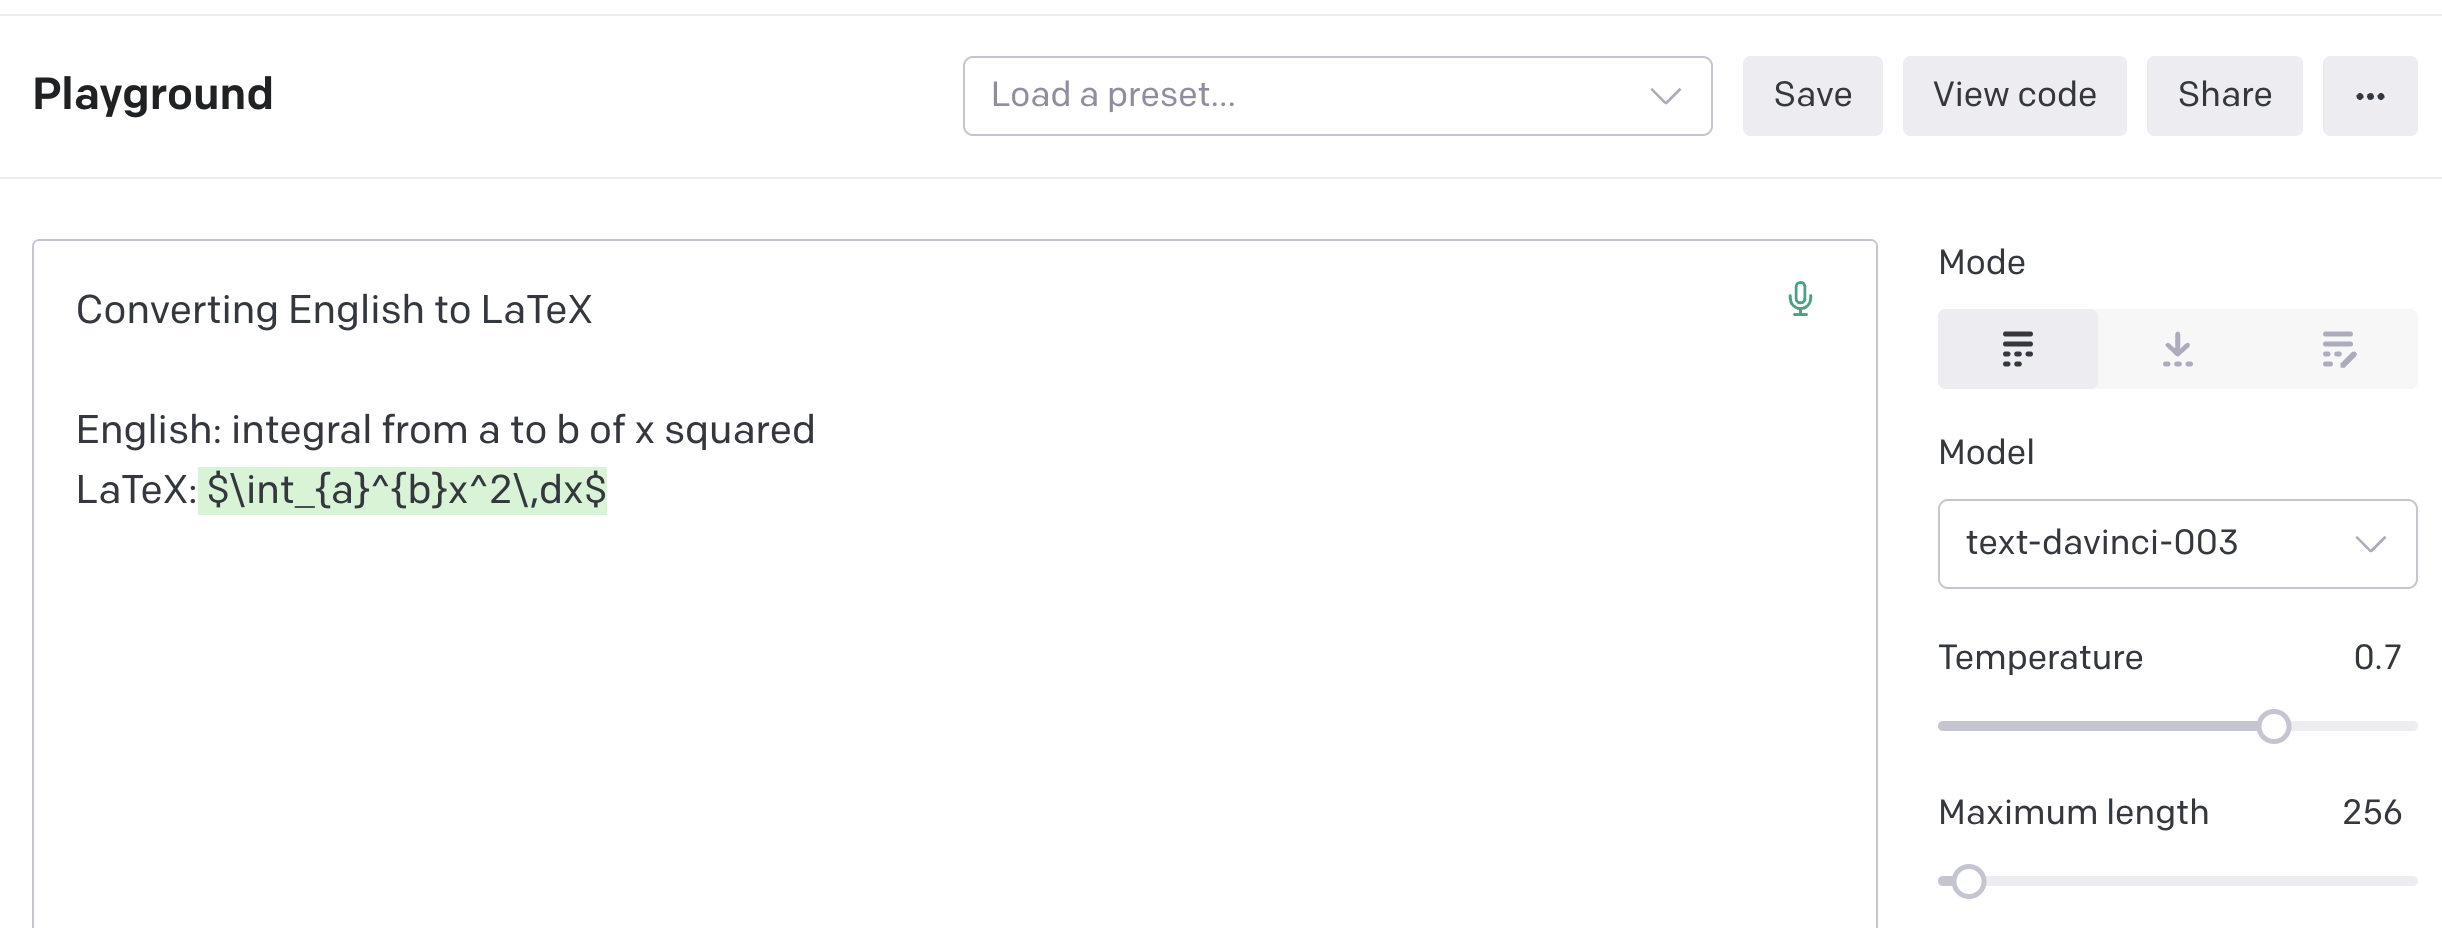 Playground
Load a preset...
Save
View code
Share
...
Converting English to LaTeX
English: integral from a to b of x squared
LaTeX: $\int_{a}^{b}x^2\,dx$
Mode
Model
text-davinci-003
Temperature 0.7
Maximum length 256